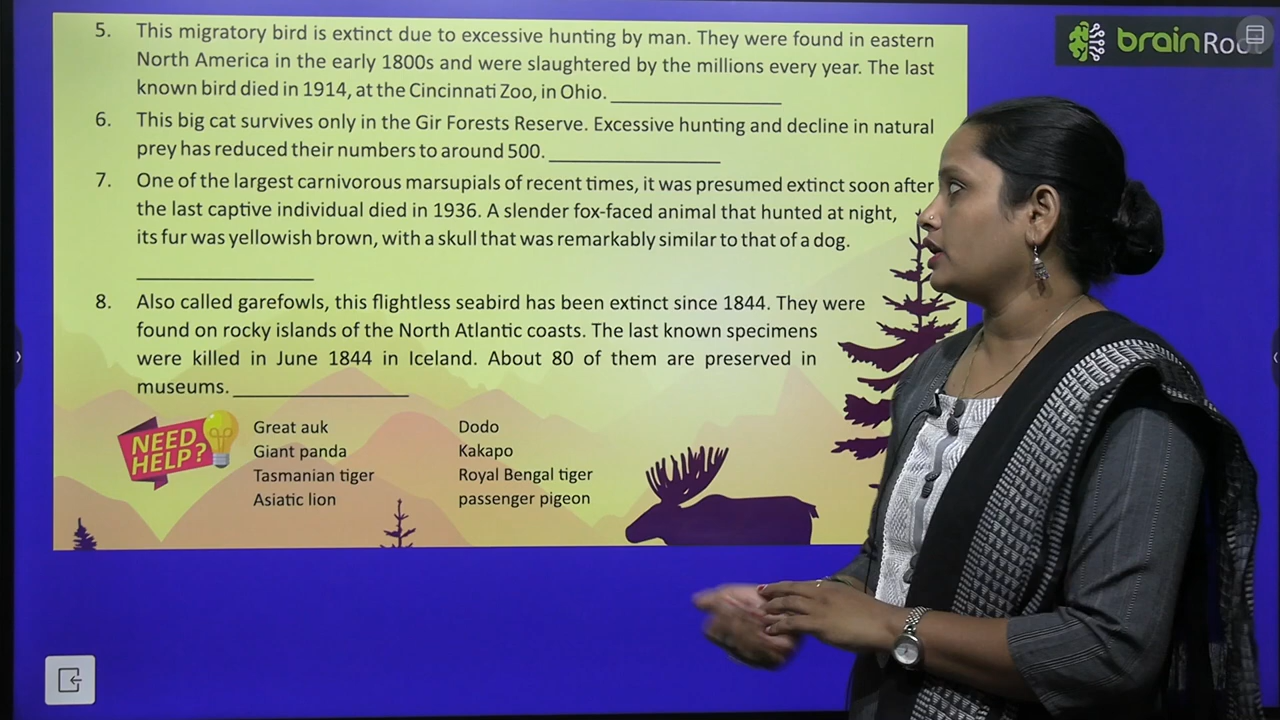 5. This migratory bird is extinct due to excessive hunting by man. They were found in eastern
North America in the early 1800s and were slaughtered by the millions every year. The last
known bird died in 1914, at the Cincinnati Zoo, in Ohio.
6. This big cat survives only in the Gir Forests Reserve. Excessive hunting and decline in natural
prey has reduced their numbers to around 500.
7. One of the largest carnivorous marsupials of recent times, it was presumed extinct soon after
the last captive individual died in 1936. A slender fox-faced animal that hunted at night,
its fur was yellowish brown, with a skull that was remarkably similar to that of a dog.
8. Also called garefowls, this flightless seabird has been extinct since 1844. They were
found on rocky islands of the North Atlantic coasts. The last known specimens
were killed in June 1844 in Iceland. About 80 of them are preserved in
museums.
NEED
HELP?
Great auk
Giant panda
Tasmanian tiger
Asiatic lion
Dodo
Kakapo
Royal Bengal tiger
passenger pigeon
brain